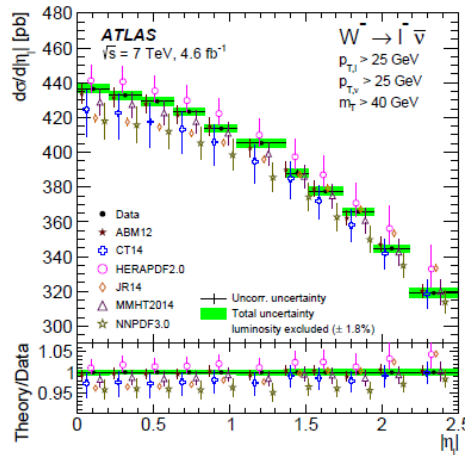 dσ/d|η_l| [pb]
480
460
440
420
400
380
360
340
320
ATLAS
√s = 7 TeV, 4.6 fb⁻¹
W⁻ → l⁻ ν̄
p_T,l > 25 GeV
p_T,ν > 25 GeV
m_T > 40 GeV
Data
ABM12
CT14
HERAPDF2.0
JR14
MMHT2014
NNPDF3.0
Uncorr. uncertainty
Total uncertainty
luminosity excluded (± 1.8%)
Theory/Data
1.05
1
0.95
0 0.5 1 1.5 2 2.5
|η_l|